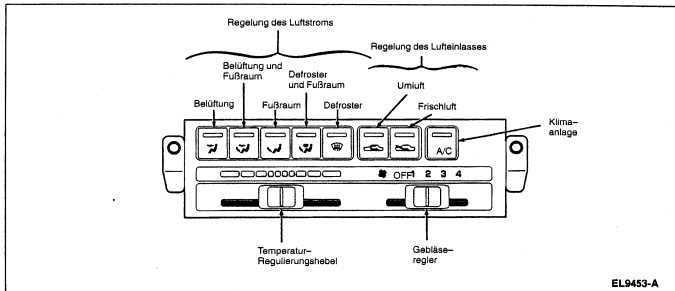 Regelung des Luftstroms
Regelung des Lufteinlasses
Belüftung und
Fußraum
Defroster
und Fußraum
Umluft
Belüftung
Fußraum
Defroster
Frischluft
Klima–
anlage
A/C
OFF 1 2 3 4
Temperatur–
Regulierungshebel
Gebläse–
regler
EL9453-A